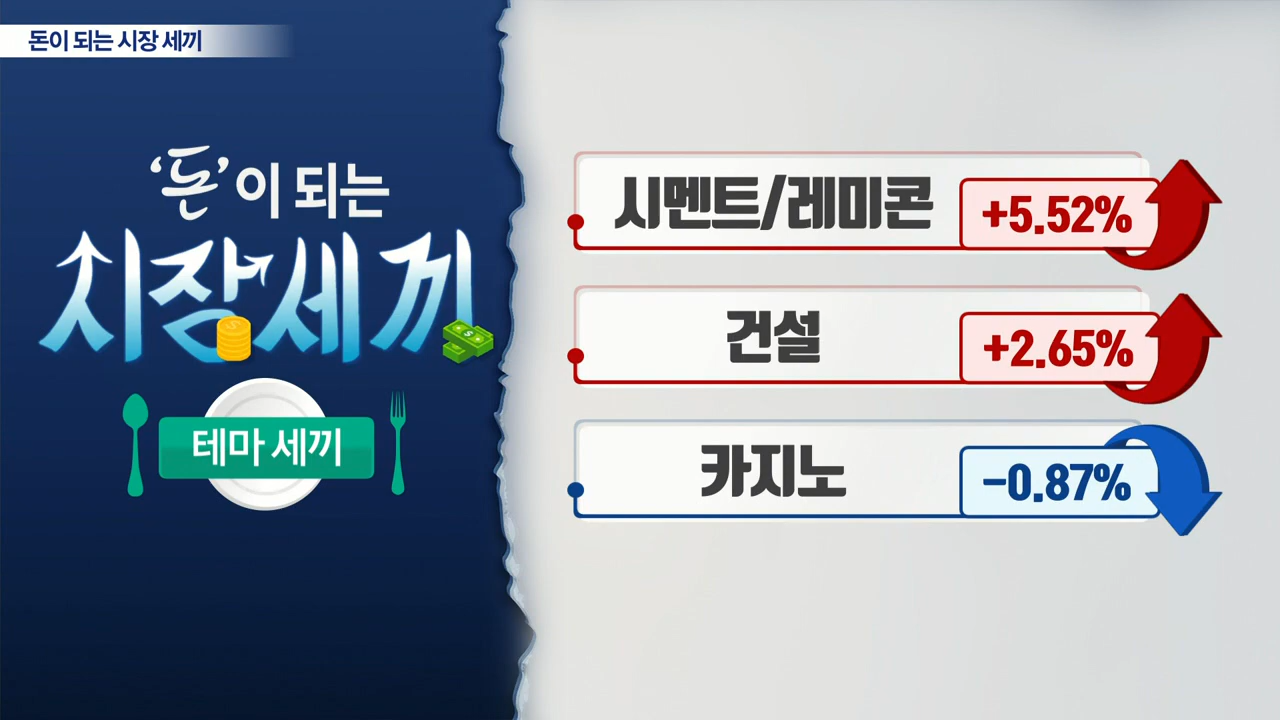 돈이 되는 시장 세끼
‘돈’이 되는
시장세끼
테마 세끼
시멘트/레미콘
+5.52%
건설
+2.65%
카지노
-0.87%